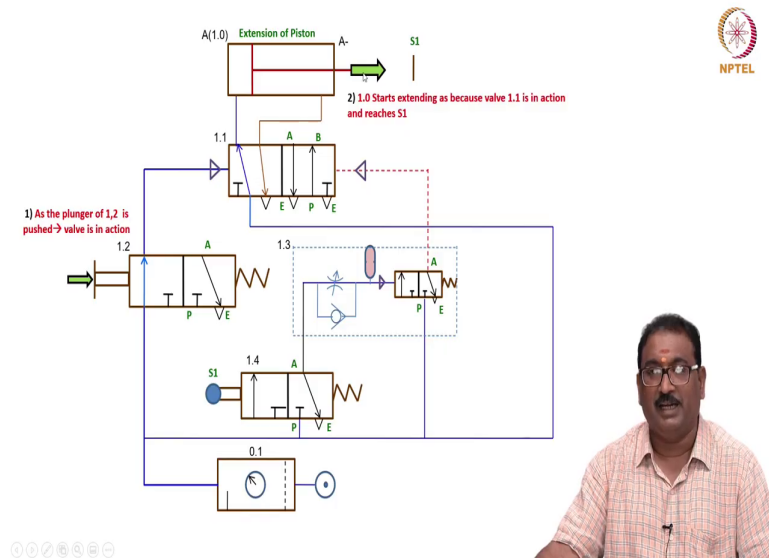 A(1.0)
Extension of Piston
A-
S1
NPTEL
2) 1.0 Starts extending as because valve 1.1 is in action
and reaches S1
1.1
A
B
E
P
E
1) As the plunger of 1,2 is
pushed→ valve is in action
1.2
A
P
E
1.3
A
P
E
S1
1.4
A
P
E
0.1